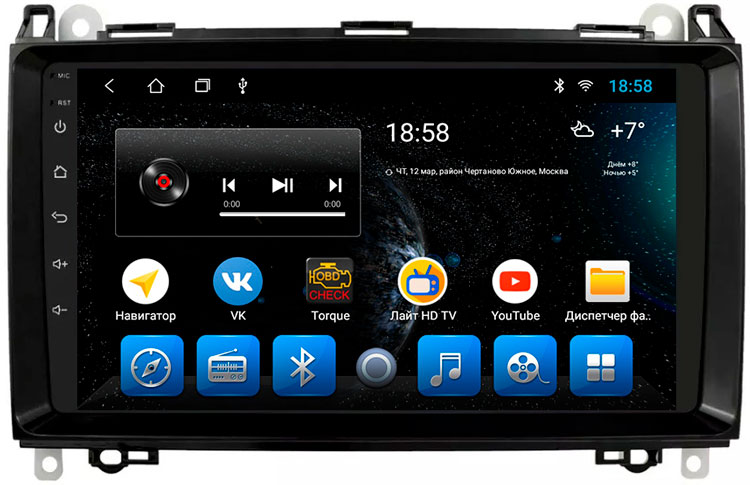 MIC
18:58
RST
18:58
+7°
ЧТ, 12 мар, район Чертаново Южное, Москва
Днём +8°
Ночью +5°
0:00
0:00
OBD
CHECK
Навигатор
VK
Torque
Лайт HD TV
YouTube
Диспетчер фа..